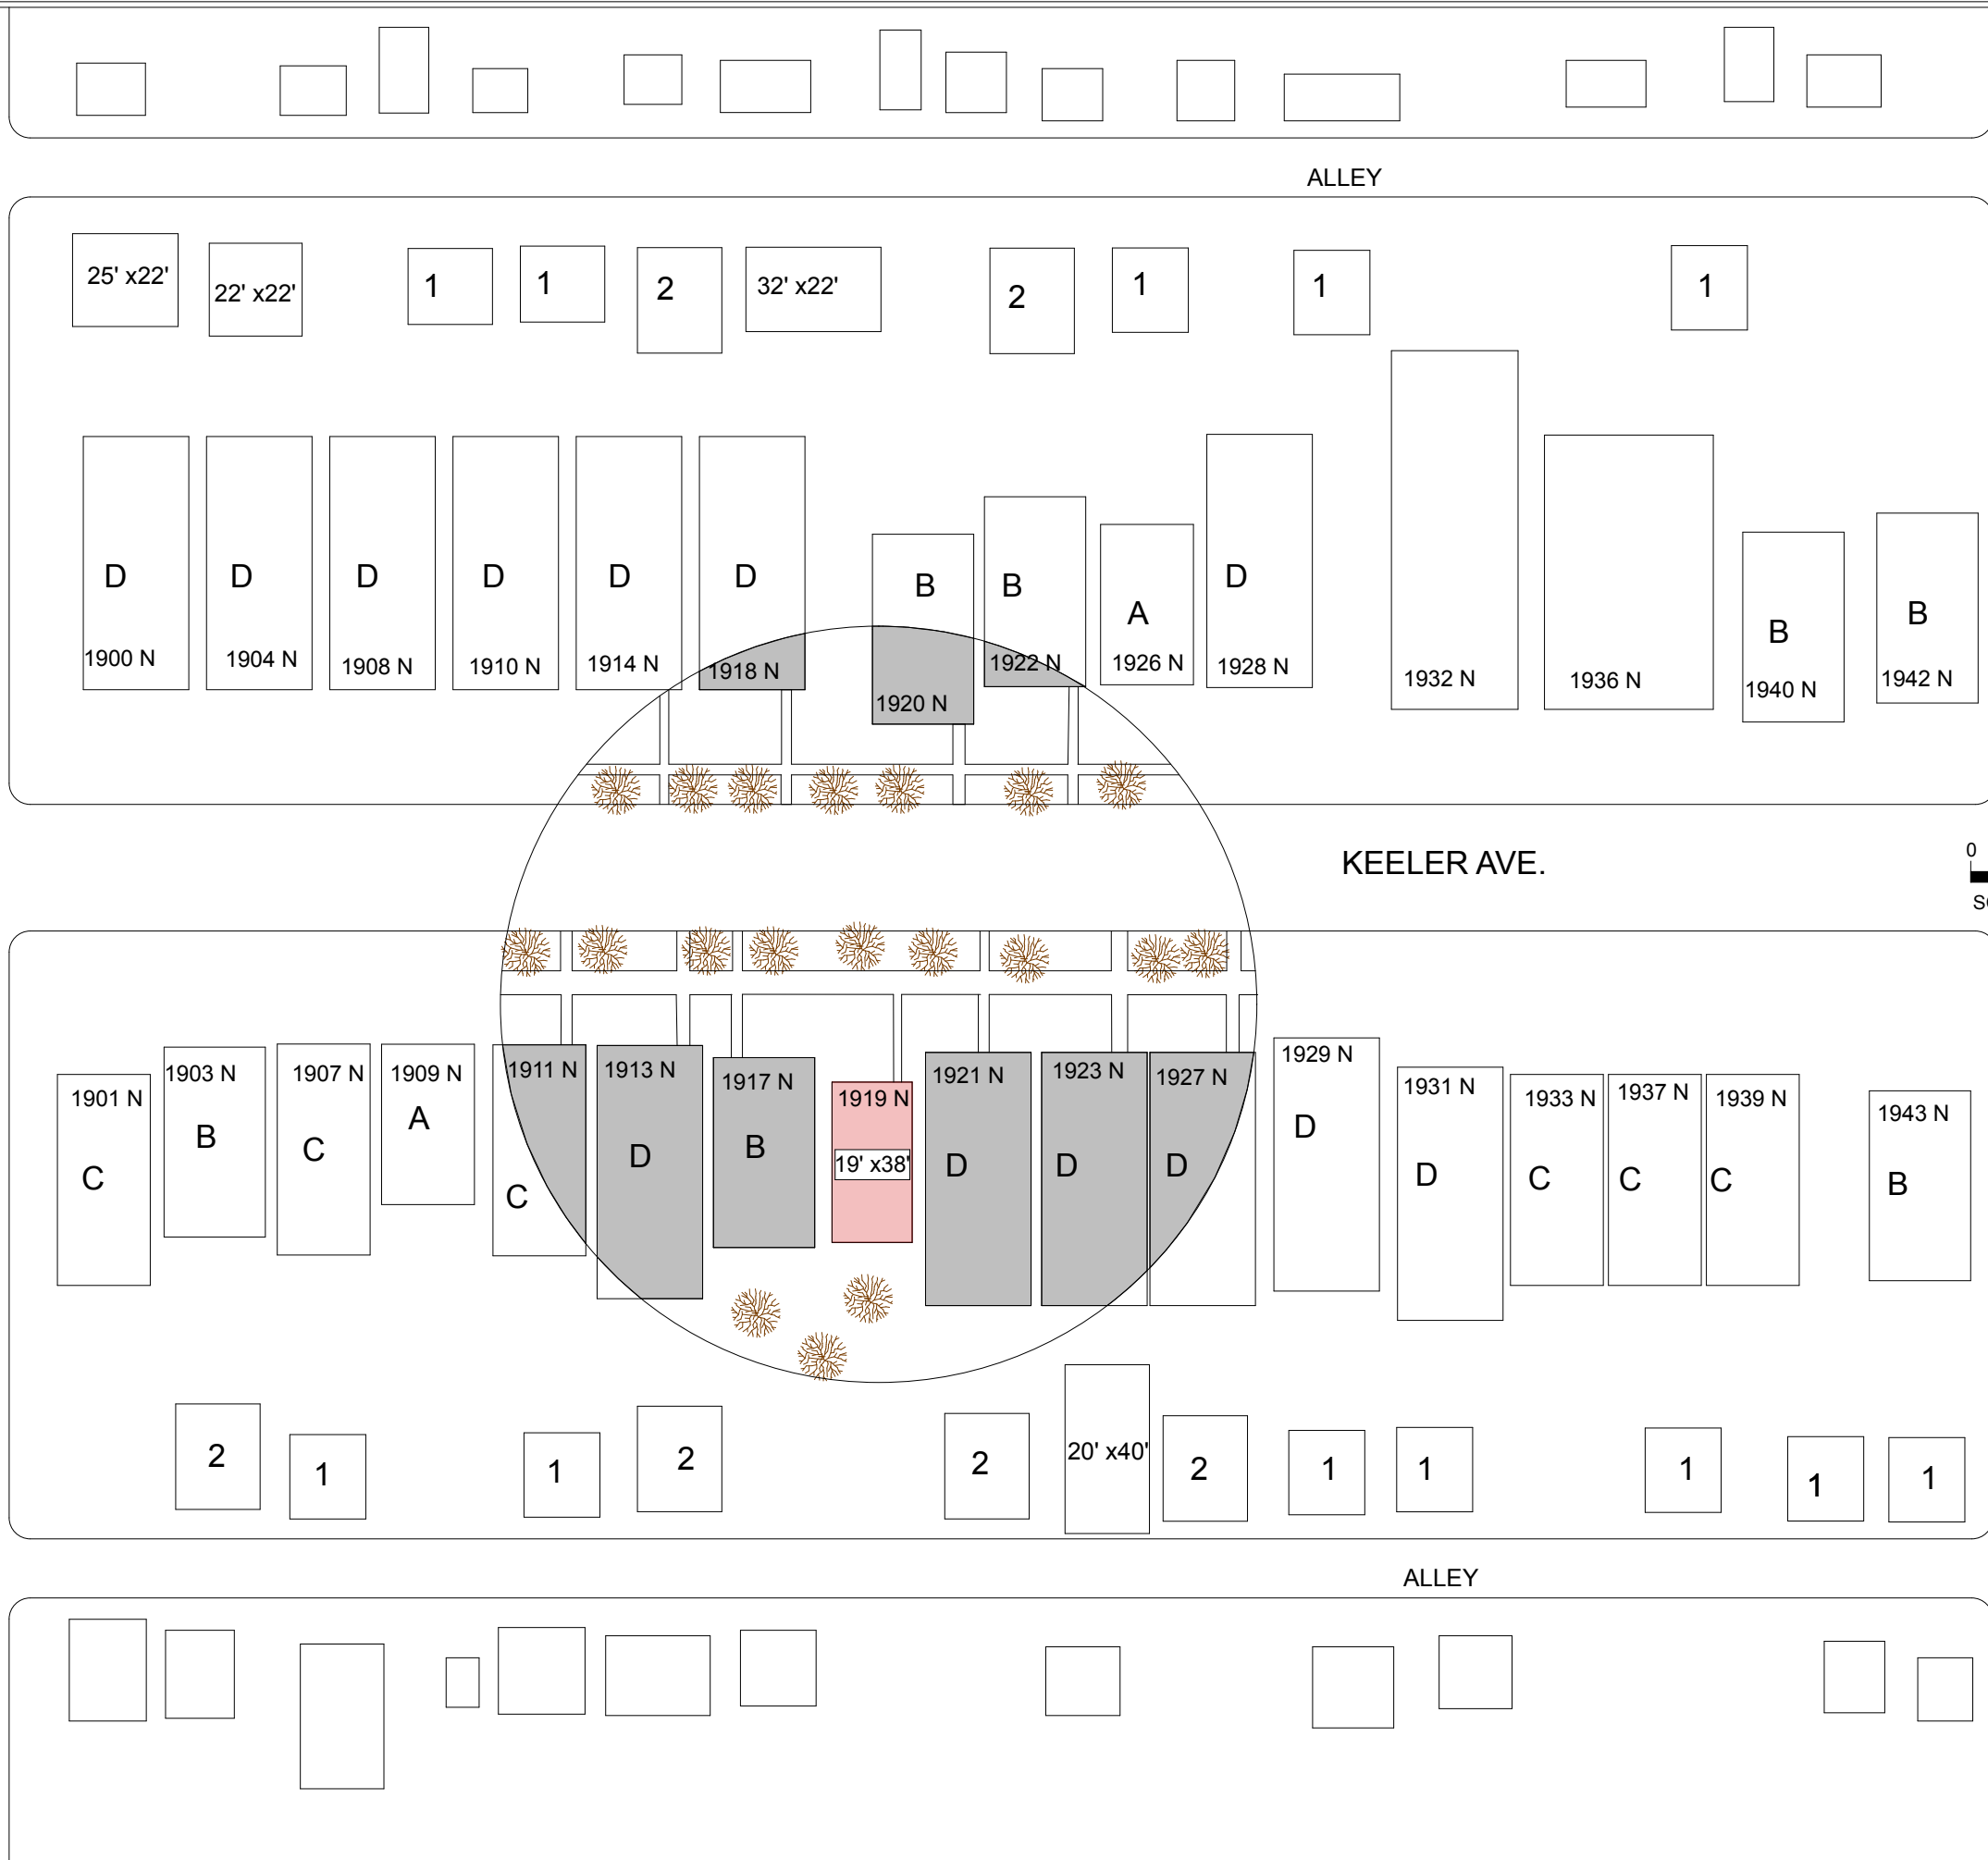 ALLEY
25' x22'
22' x22'
1
1
2
32' x22'
2
1
1
1
D
D
D
D
D
D
B
B
A
D
B
B
1900 N
1904 N
1908 N
1910 N
1914 N
1918 N
1920 N
1922 N
1926 N
1928 N
1932 N
1936 N
1940 N
1942 N
KEELER AVE.
0
1901 N
1903 N
1907 N
1909 N
1911 N
1913 N
1917 N
1919 N
1921 N
1923 N
1927 N
1929 N
1931 N
1933 N
1937 N
1939 N
1943 N
C
B
C
A
C
D
B
19' x38'
D
D
D
D
D
C
C
C
B
2
1
1
2
2
20' x40'
2
1
1
1
1
1
ALLEY